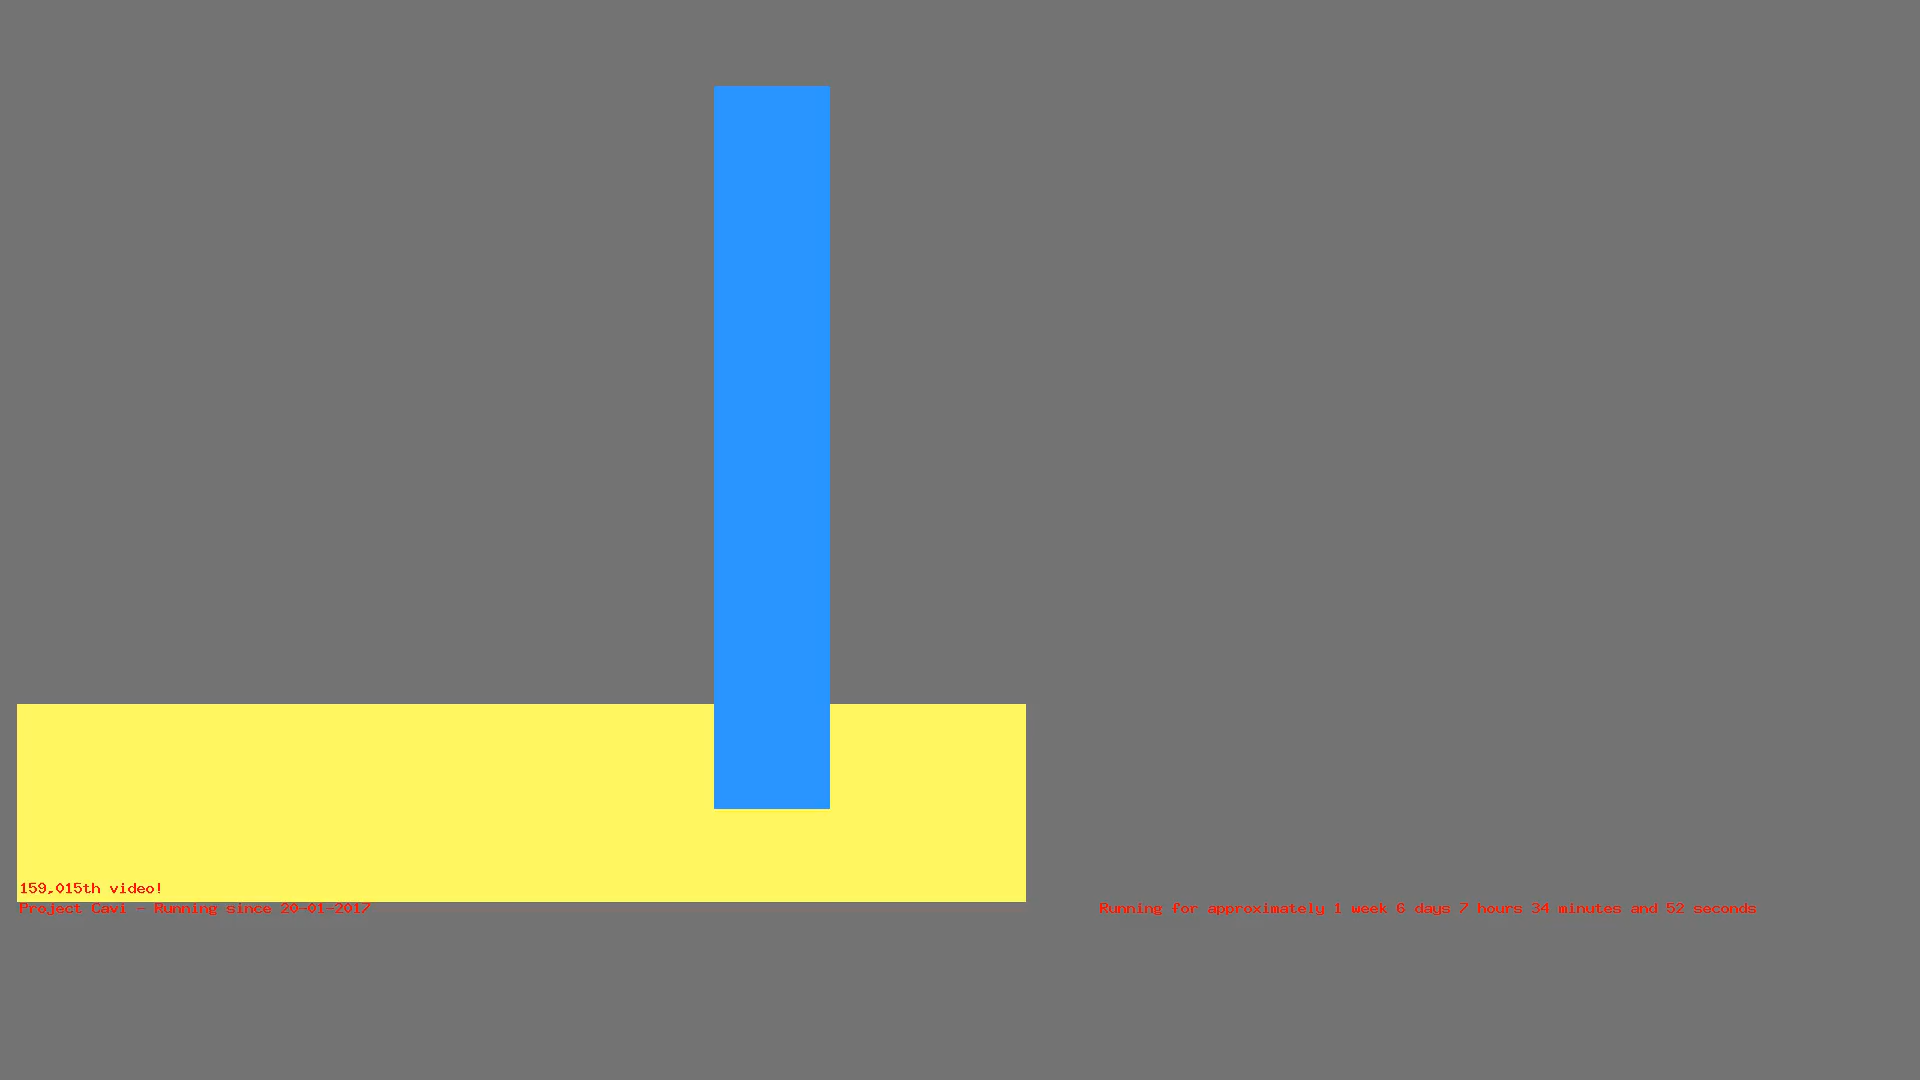 159,015th video!
Project Cavi - Running since 20-01-2017
Running for approximately 1 week 6 days 7 hours 34 minutes and 52 seconds